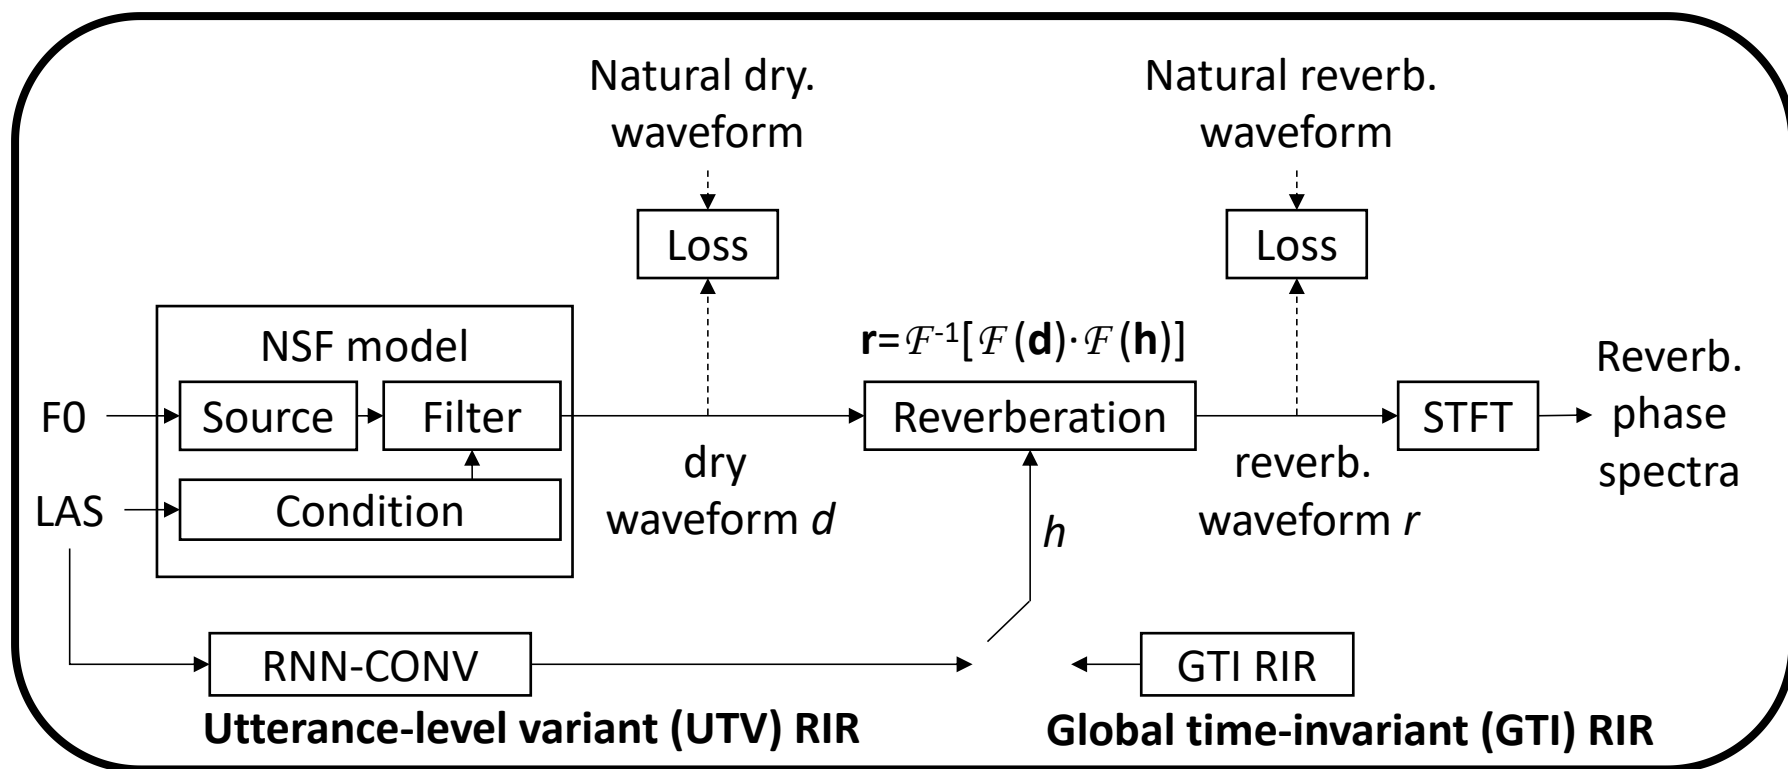 Natural dry.
waveform
Natural reverb.
waveform
Loss
Loss
NSF model
r=ℱ⁻¹[ℱ(d)·ℱ(h)]
F0
Source
Filter
Reverberation
STFT
Reverb.
phase
spectra
LAS
Condition
dry
waveform d
reverb.
waveform r
h
RNN-CONV
GTI RIR
Utterance-level variant (UTV) RIR
Global time-invariant (GTI) RIR